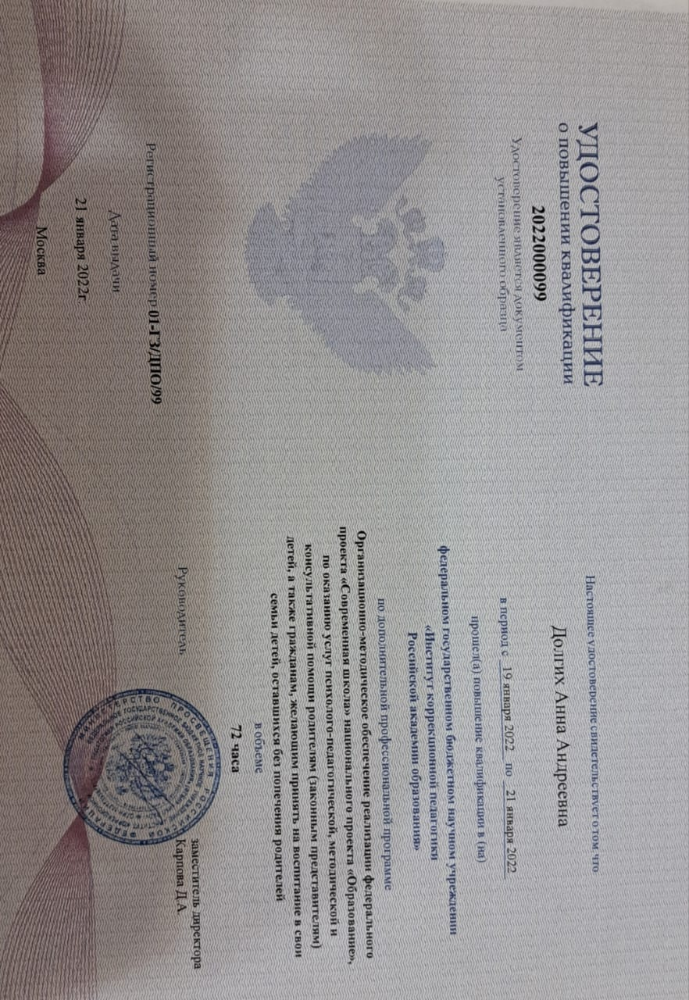 УДОСТОВЕРЕНИЕ
о повышении квалификации
2022000099
Удостоверение является документом
установленного образца
Регистрационный номер 01-ГЗ/ДПО/99
Дата выдачи
21 января 2022г.
Москва
Настоящее удостоверение свидетельствует о том что
Долгих Анна Андреевна
в период с 19 января 2022 по 21 января 2022
прошел(а) повышение квалификации в (на)
федеральном государственном бюджетном научном учреждении
«Институт коррекционной педагогики
Российской академии образования»
по дополнительной профессиональной программе
Организационно-методическое обеспечение реализации федерального
проекта «Современная школа» национального проекта «Образование»,
по оказанию услуг психолого-педагогической, методической и
консультативной помощи родителям (законным представителям)
детей, а также гражданам, желающим принять на воспитание в свои
семьи детей, оставшихся без попечения родителей
в объеме
72 часа
Руководитель
заместитель директора
Карпова Д.А.
МИНИСТЕРСТВО ПРОСВЕЩЕНИЯ РОССИЙСКОЙ ФЕДЕРАЦИИ